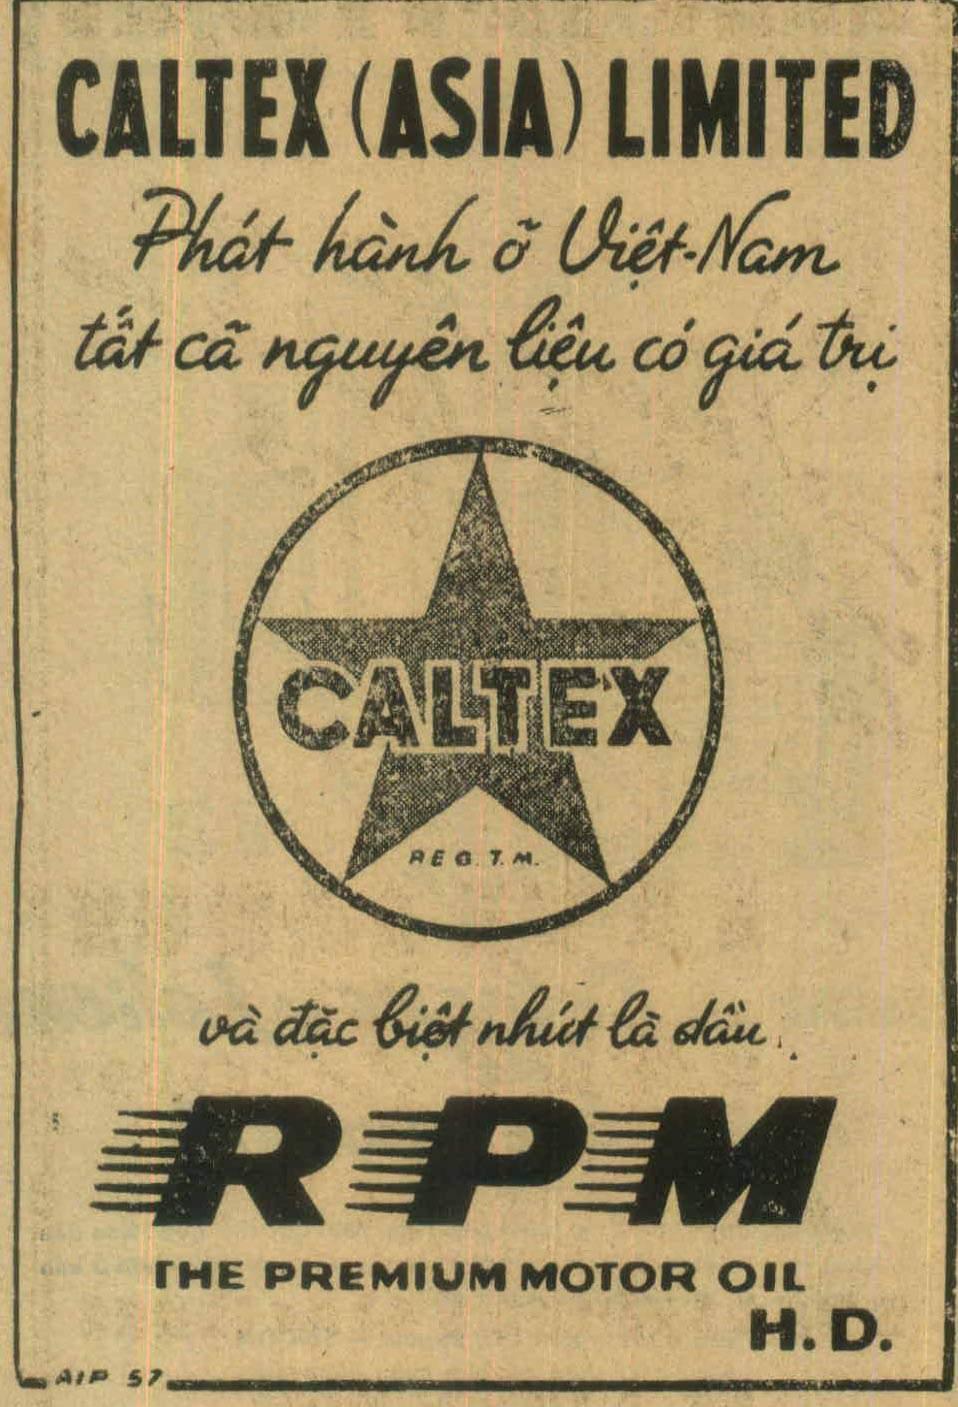 CALTEX (ASIA) LIMITED
Phát hành ỡ Việt-Nam
tất cã nguyên liệu có giá trị
CALTEX
REG. T.M.
và đặc biệt nhứt là dầu
RPM
THE PREMIUM MOTOR OIL
H.D.
AIP 57